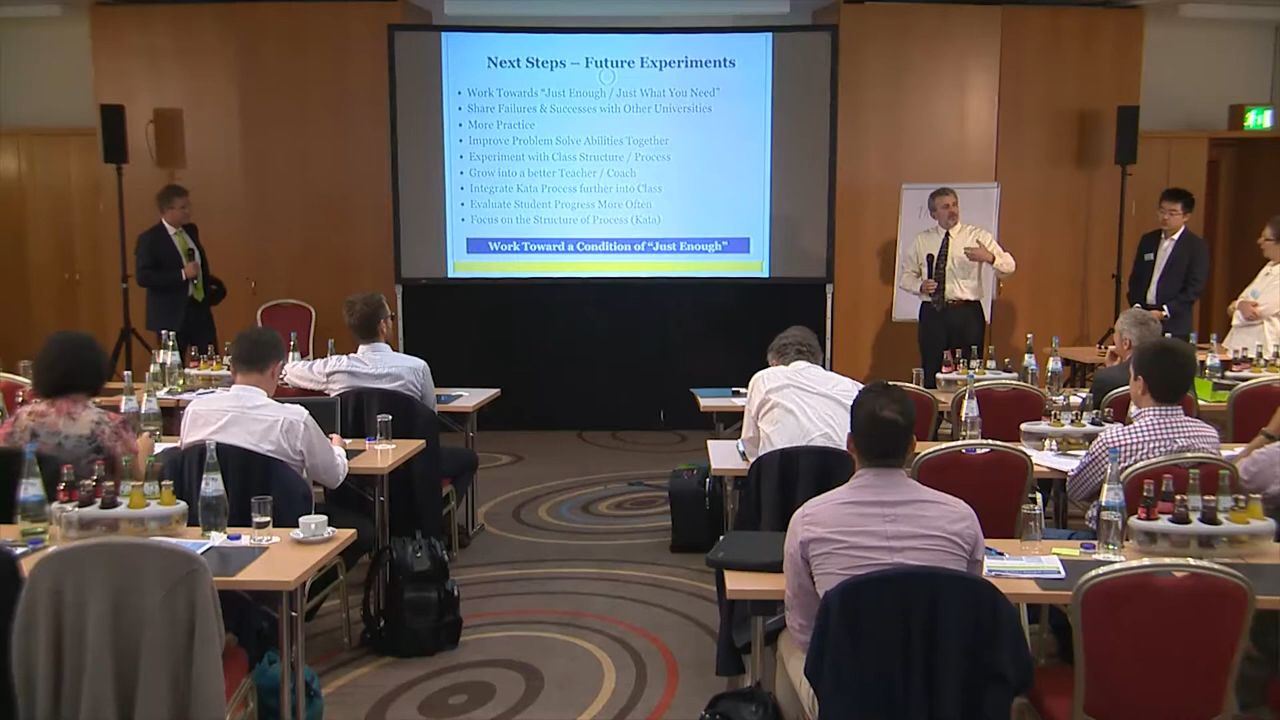 Next Steps – Future Experiments
• Work Towards “Just Enough / Just What You Need”
• Share Failures & Successes with Other Universities
• More Practice
• Improve Problem Solve Abilities Together
• Experiment with Class Structure / Process
• Grow into a better Teacher / Coach
• Integrate Kata Process further into Class
• Evaluate Student Progress More Often
• Focus on the Structure of Process (Kata)
Work Toward a Condition of “Just Enough”